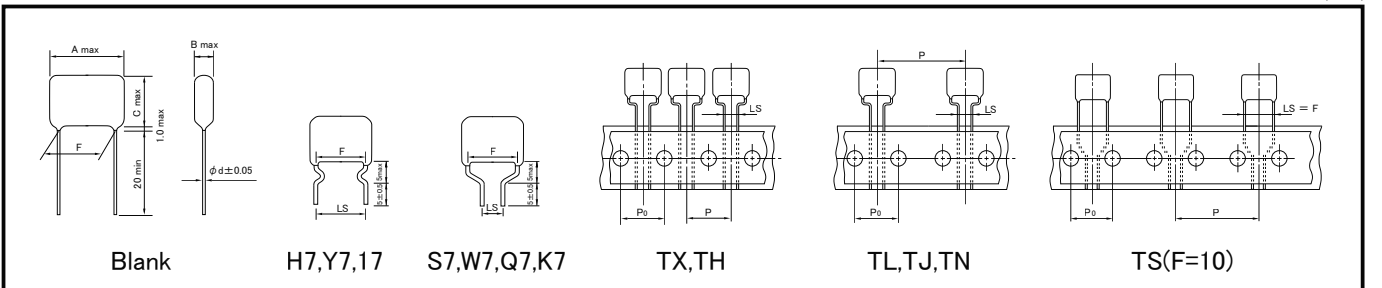 A max
B max
C max
1.0 max
F
20 min
φd±0.05
Blank
F
5max
5±0.5
LS
H7,Y7,17
F
5max
5±0.5
LS
S7,W7,Q7,K7
LS
P0
P
TX,TH
P
LS
P0
TL,TJ,TN
LS = F
P0
P
TS(F=10)